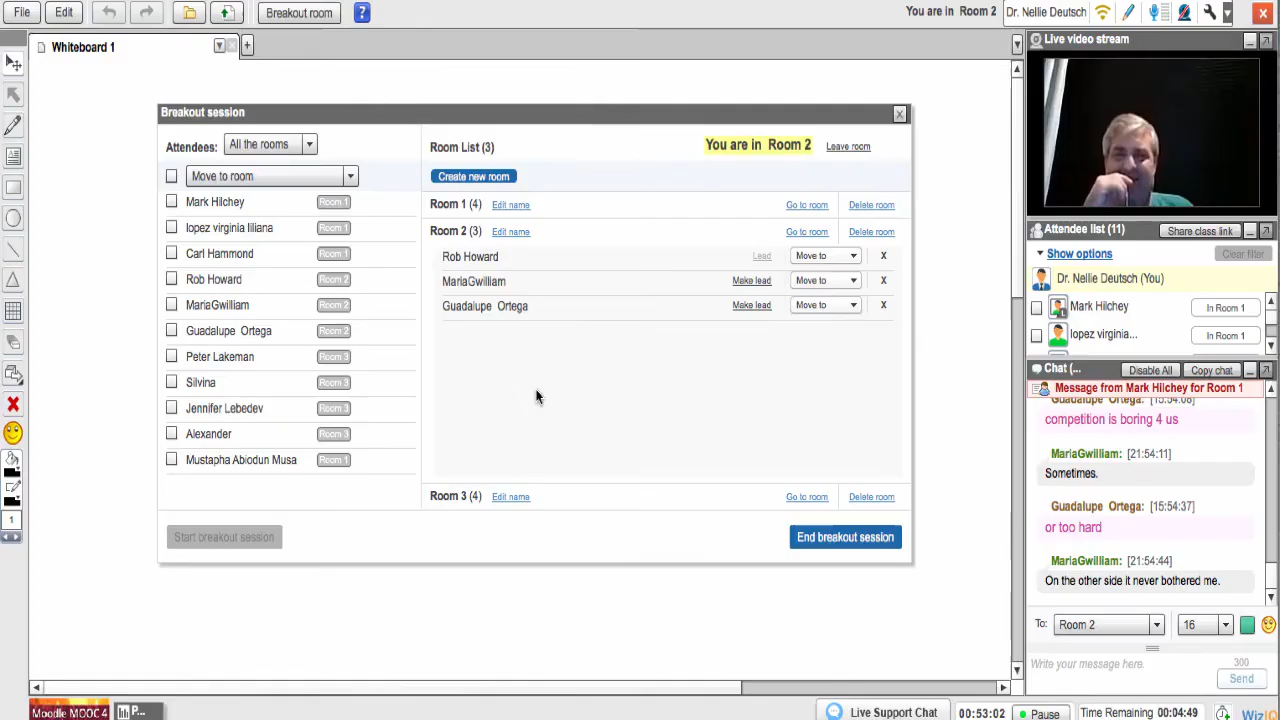 File
Edit
Breakout room
?
You are in Room 2
Dr. Nellie Deutsch
Whiteboard 1
Live video stream
Breakout session
X
Attendees:
All the rooms
Room List (3)
You are in Room 2
Leave room
Move to room
Create new room
Mark Hilchey Room 1
lopez virginia liliana Room 1
Carl Hammond Room 1
Rob Howard Room 2
MariaGwilliam Room 2
Guadalupe Ortega Room 2
Peter Lakeman Room 3
Silvina Room 3
Jennifer Lebedev Room 3
Alexander Room 3
Mustapha Abiodun Musa Room 1
Start breakout session
Room 1 (4) Edit name Go to room Delete room
Room 2 (3) Edit name Go to room Delete room
Rob Howard Lead Move to X
MariaGwilliam Make lead Move to X
Guadalupe Ortega Make lead Move to X
Room 3 (4) Edit name Go to room Delete room
End breakout session
1
Attendee list (11)
Share class link
Show options
Clear filter
Dr. Nellie Deutsch (You)
Mark Hilchey In Room 1
lopez virginia... In Room 1
Chat (...
Disable All
Copy chat
Message from Mark Hilchey for Room 1
Guadalupe Ortega: [15:54:08]
competition is boring 4 us
MariaGwilliam: [21:54:11]
Sometimes.
Guadalupe Ortega: [15:54:37]
or too hard
MariaGwilliam: [21:54:44]
On the other side it never bothered me.
To: Room 2
16
Write your message here.
300
Send
Moodle MOOC 4
P...
Live Support Chat
00:53:02
Pause
Time Remaining 00:04:49
WizIQ